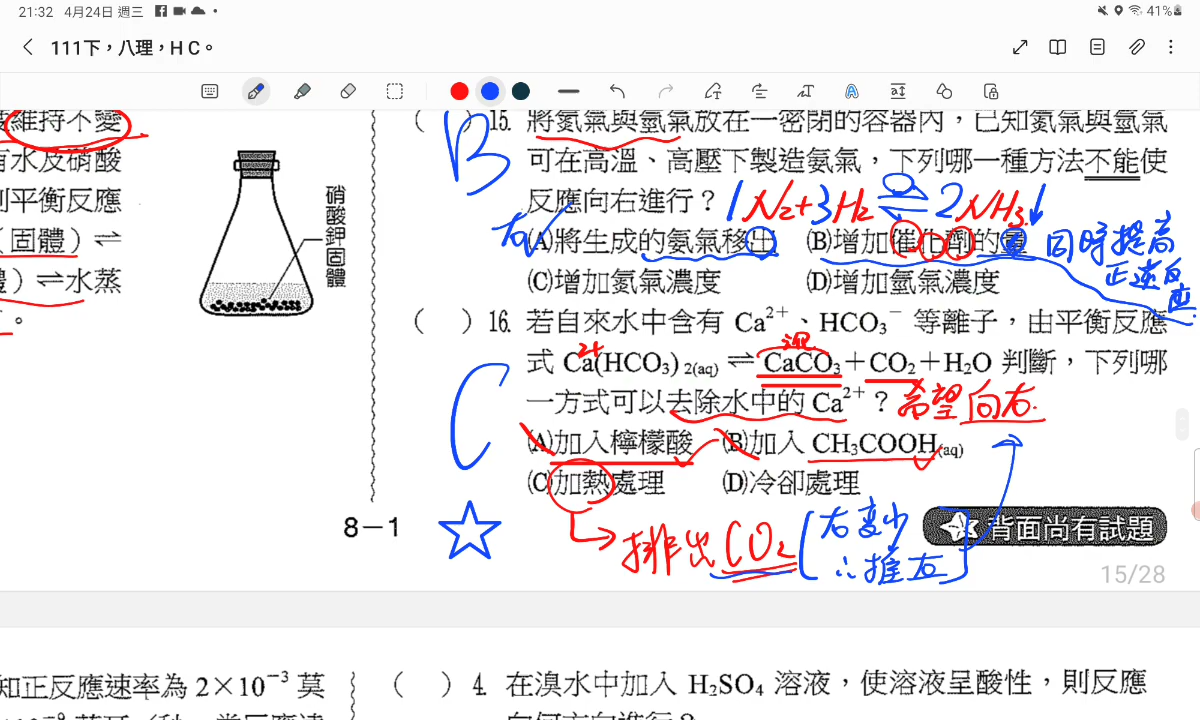 21:32 4月24日 週三
41%
111下，八理，H C。
維持不變
有水及硝酸
平衡反應
(固體) ⇌
) ⇌水蒸
。
硝酸鉀固體
8－1
( ) 15. 將氮氣與氫氣放在一密閉的容器內，已知氮氣與氫氣
B
可在高溫、高壓下製造氨氣，下列哪一種方法不能使
反應向右進行？
1N₂+3H₂ ⇌ 2NH₃↓
右
(A)將生成的氨氣移出 (B)增加催化劑的量
同時提高
正逆反應
(C)增加氮氣濃度 (D)增加氫氣濃度
( ) 16. 若自來水中含有 Ca²⁺、HCO₃⁻ 等離子，由平衡反應
2+
式 Ca(HCO₃)₂(aq) ⇌ CaCO₃＋CO₂＋H₂O 判斷，下列哪
C
一方式可以去除水中的 Ca²⁺？
希望向右.
(A)加入檸檬酸 (B)加入 CH₃COOH(aq)
(C)加熱處理 (D)冷卻處理
背面尚有試題
排出CO₂
[右變少
∴推右]
15/28
知正反應速率為 2×10⁻³ 莫
( ) 4. 在溴水中加入 H₂SO₄ 溶液，使溶液呈酸性，則反應
向何方向進行？